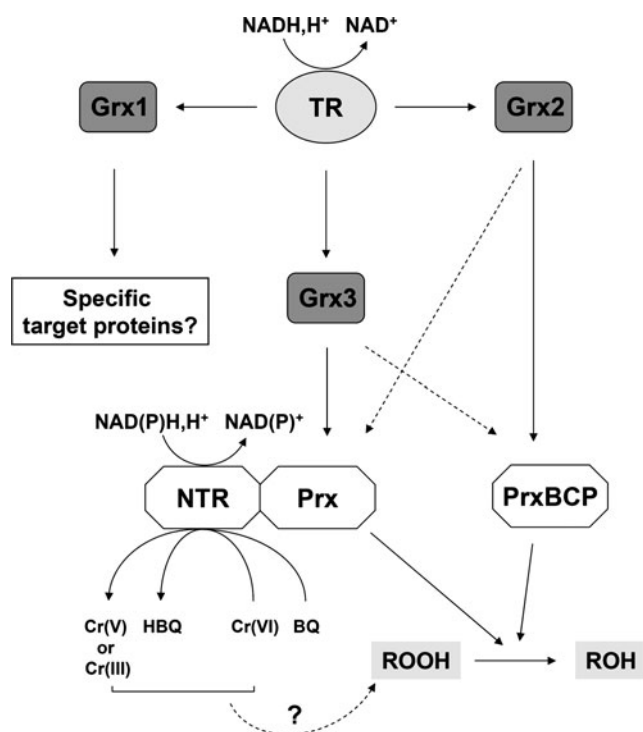 NADH,H⁺ NAD⁺
Grx1 TR Grx2
Specific
target proteins?
Grx3
NAD(P)H,H⁺ NAD(P)⁺
NTR Prx PrxBCP
Cr(V) HBQ Cr(VI) BQ
or
Cr(III)
ROOH ROH
?